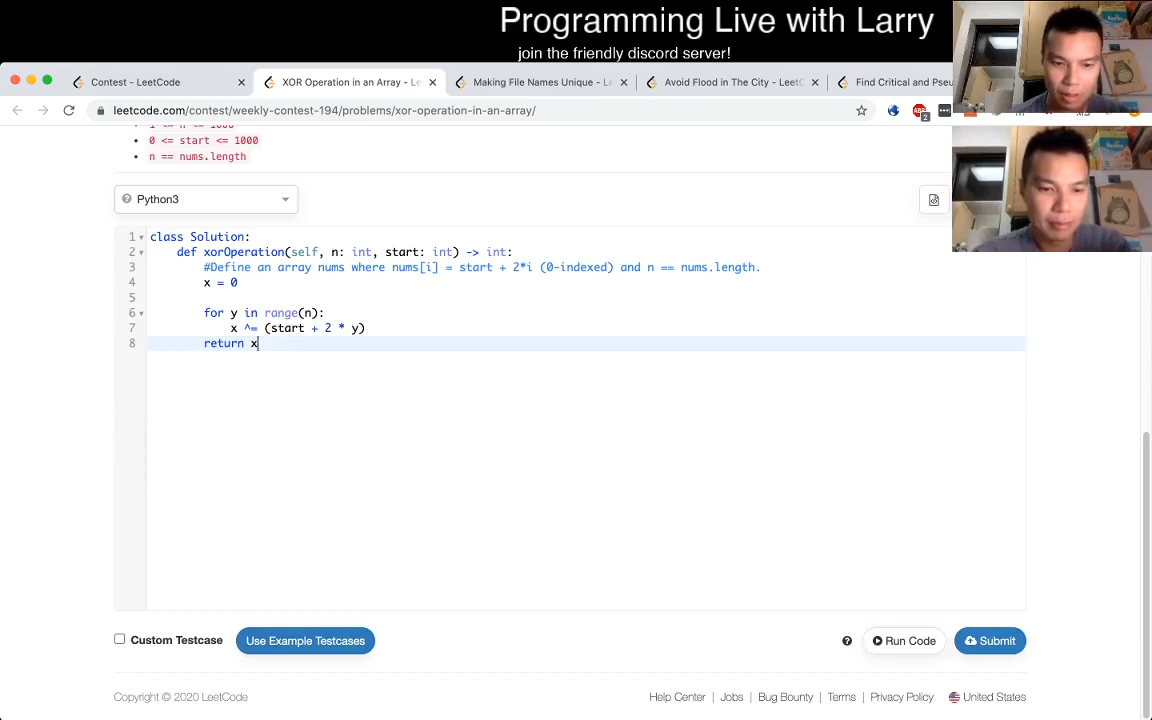 Programming Live with Larry
join the friendly discord server!
Contest - LeetCode
XOR Operation in an Array - Le
Making File Names Unique - Le
Avoid Flood in The City - LeetC
Find Critical and Pseu
leetcode.com/contest/weekly-contest-194/problems/xor-operation-in-an-array/
ABP
2
1 <= n <= 1000
0 <= start <= 1000
n == nums.length
Python3
1 class Solution:
2 def xorOperation(self, n: int, start: int) -> int:
3 #Define an array nums where nums[i] = start + 2*i (0-indexed) and n == nums.length.
4 x = 0
5
6 for y in range(n):
7 x ^= (start + 2 * y)
8 return x
Custom Testcase
Use Example Testcases
?
Run Code
Submit
Copyright © 2020 LeetCode
Help Center | Jobs | Bug Bounty | Terms | Privacy Policy
United States